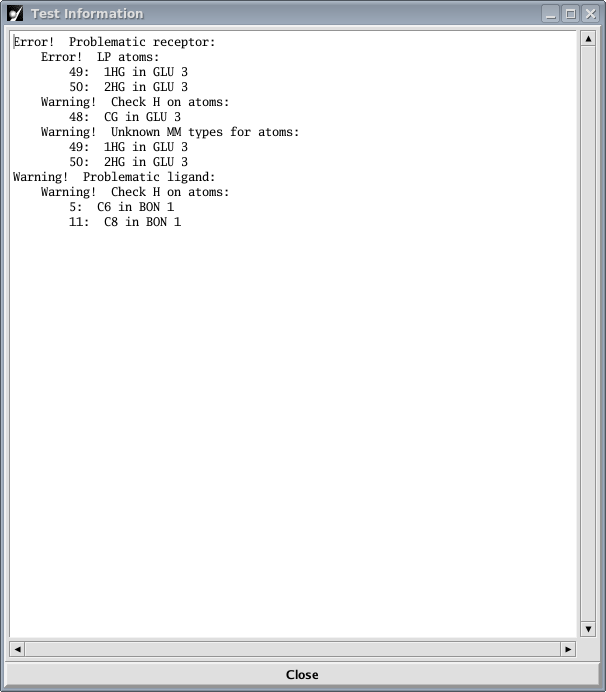 Test Information
Error!  Problematic receptor:
    Error!  LP atoms:
        49:  1HG in GLU 3
        50:  2HG in GLU 3
    Warning!  Check H on atoms:
        48:  CG in GLU 3
    Warning!  Unknown MM types for atoms:
        49:  1HG in GLU 3
        50:  2HG in GLU 3
Warning!  Problematic ligand:
    Warning!  Check H on atoms:
        5:  C6 in BON 1
        11:  C8 in BON 1
Close